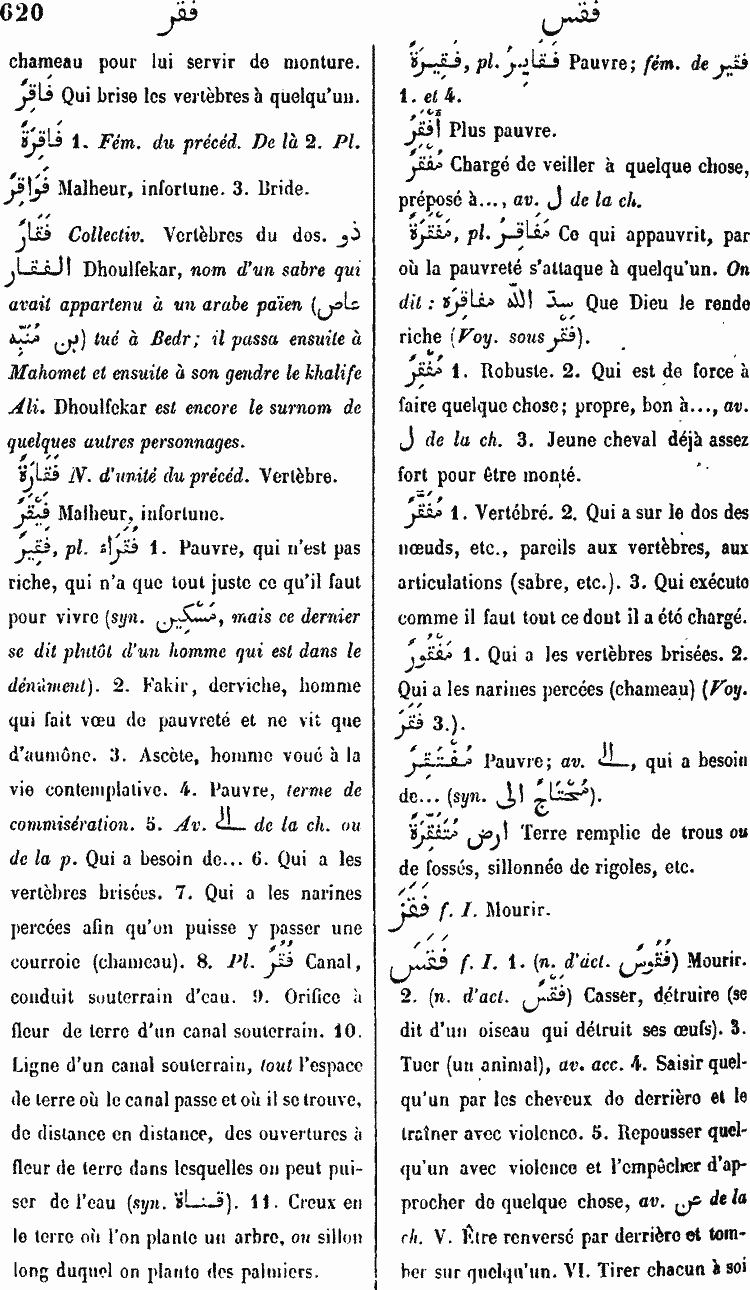 620 فقر فقس
chameau pour lui servir de monture.
فَاقِرٌ Qui brise les vertèbres à quelqu'un.
فَاقِرَةٌ 1. Fém. du précéd. De là 2. Pl.
فَوَاقِرُ Malheur, infortune. 3. Bride.
فَقَارٌ Collectiv. Vertèbres du dos. ذو
الفقار Dhoulfekar, nom d'un sabre qui
avait appartenu à un arabe païen (عاص
بن مُنَبِّه) tué à Bedr; il passa ensuite à
Mahomet et ensuite à son gendre le khalife
Ali. Dhoulfekar est encore le surnom de
quelques autres personnages.
فَقَارَةٌ N. d'unité du précéd. Vertèbre.
فَيْقَرٌ Malheur, infortune.
فَقِيرٌ, pl. فُقَرَاء 1. Pauvre, qui n'est pas
riche, qui n'a que tout juste ce qu'il faut
pour vivre (syn. مِسْكِين, mais ce dernier
se dit plutôt d'un homme qui est dans le
dénûment). 2. Fakir, derviche, homme
qui fait vœu de pauvreté et ne vit que
d'aumône. 3. Ascète, homme voué à la
vie contemplative. 4. Pauvre, terme de
commisération. 5. Av. الى de la ch. ou
de la p. Qui a besoin de... 6. Qui a les
vertèbres brisées. 7. Qui a les narines
percées afin qu'on puisse y passer une
courroie (chameau). 8. Pl. فُقُرٌ Canal,
conduit souterrain d'eau. 9. Orifice à
fleur de terre d'un canal souterrain. 10.
Ligne d'un canal souterrain, tout l'espace
de terre où le canal passe et où il se trouve,
de distance en distance, des ouvertures à
fleur de terre dans lesquelles on peut pui-
ser de l'eau (syn. قناة). 11. Creux en
le terre où l'on plante un arbre, ou sillon
long duquel on plante des palmiers.
فَقِيرَةٌ, pl. فَقَايِرُ Pauvre; fém. de فقير
1. et 4.
أَفْقَرُ Plus pauvre.
مُفْقَرٌ Chargé de veiller à quelque chose,
préposé à..., av. ل de la ch.
مَفْقَرَةٌ, pl. مَفَاقِرُ Ce qui appauvrit, par
où la pauvreté s'attaque à quelqu'un. On
dit : سدّ اللّٰه مفاقره Que Dieu le rende
riche (Voy. sous فُقَر).
مُفْقِرٌ 1. Robuste. 2. Qui est de force à
faire quelque chose; propre, bon à..., av.
ل de la ch. 3. Jeune cheval déjà assez
fort pour être monté.
مُفَقَّرٌ 1. Vertébré. 2. Qui a sur le dos des
nœuds, etc., pareils aux vertèbres, aux
articulations (sabre, etc.). 3. Qui exécute
comme il faut tout ce dont il a été chargé.
مَفْقُورٌ 1. Qui a les vertèbres brisées. 2.
Qui a les narines percées (chameau) (Voy.
فَقَرَ 3.).
مُفْتَقِرٌ Pauvre; av. الى, qui a besoin
de... (syn. مُحْتَاجٌ الى).
ارض مُتَفَقِّرَةٌ Terre remplie de trous ou
de fossés, sillonnée de rigoles, etc.
فَقَزَ f. I. Mourir.
فَقَسَ f. I. 1. (n. d'act. فُقُوسٌ) Mourir.
2. (n. d'act. فَقْسٌ) Casser, détruire (se
dit d'un oiseau qui détruit ses œufs). 3.
Tuer (un animal), av. acc. 4. Saisir quel-
qu'un par les cheveux de derrière et le
traîner avec violence. 5. Repousser quel-
qu'un avec violence et l'empêcher d'ap-
procher de quelque chose, av. عن de la
ch. V. Être renversé par derrière et tom-
ber sur quelqu'un. VI. Tirer chacun à soi